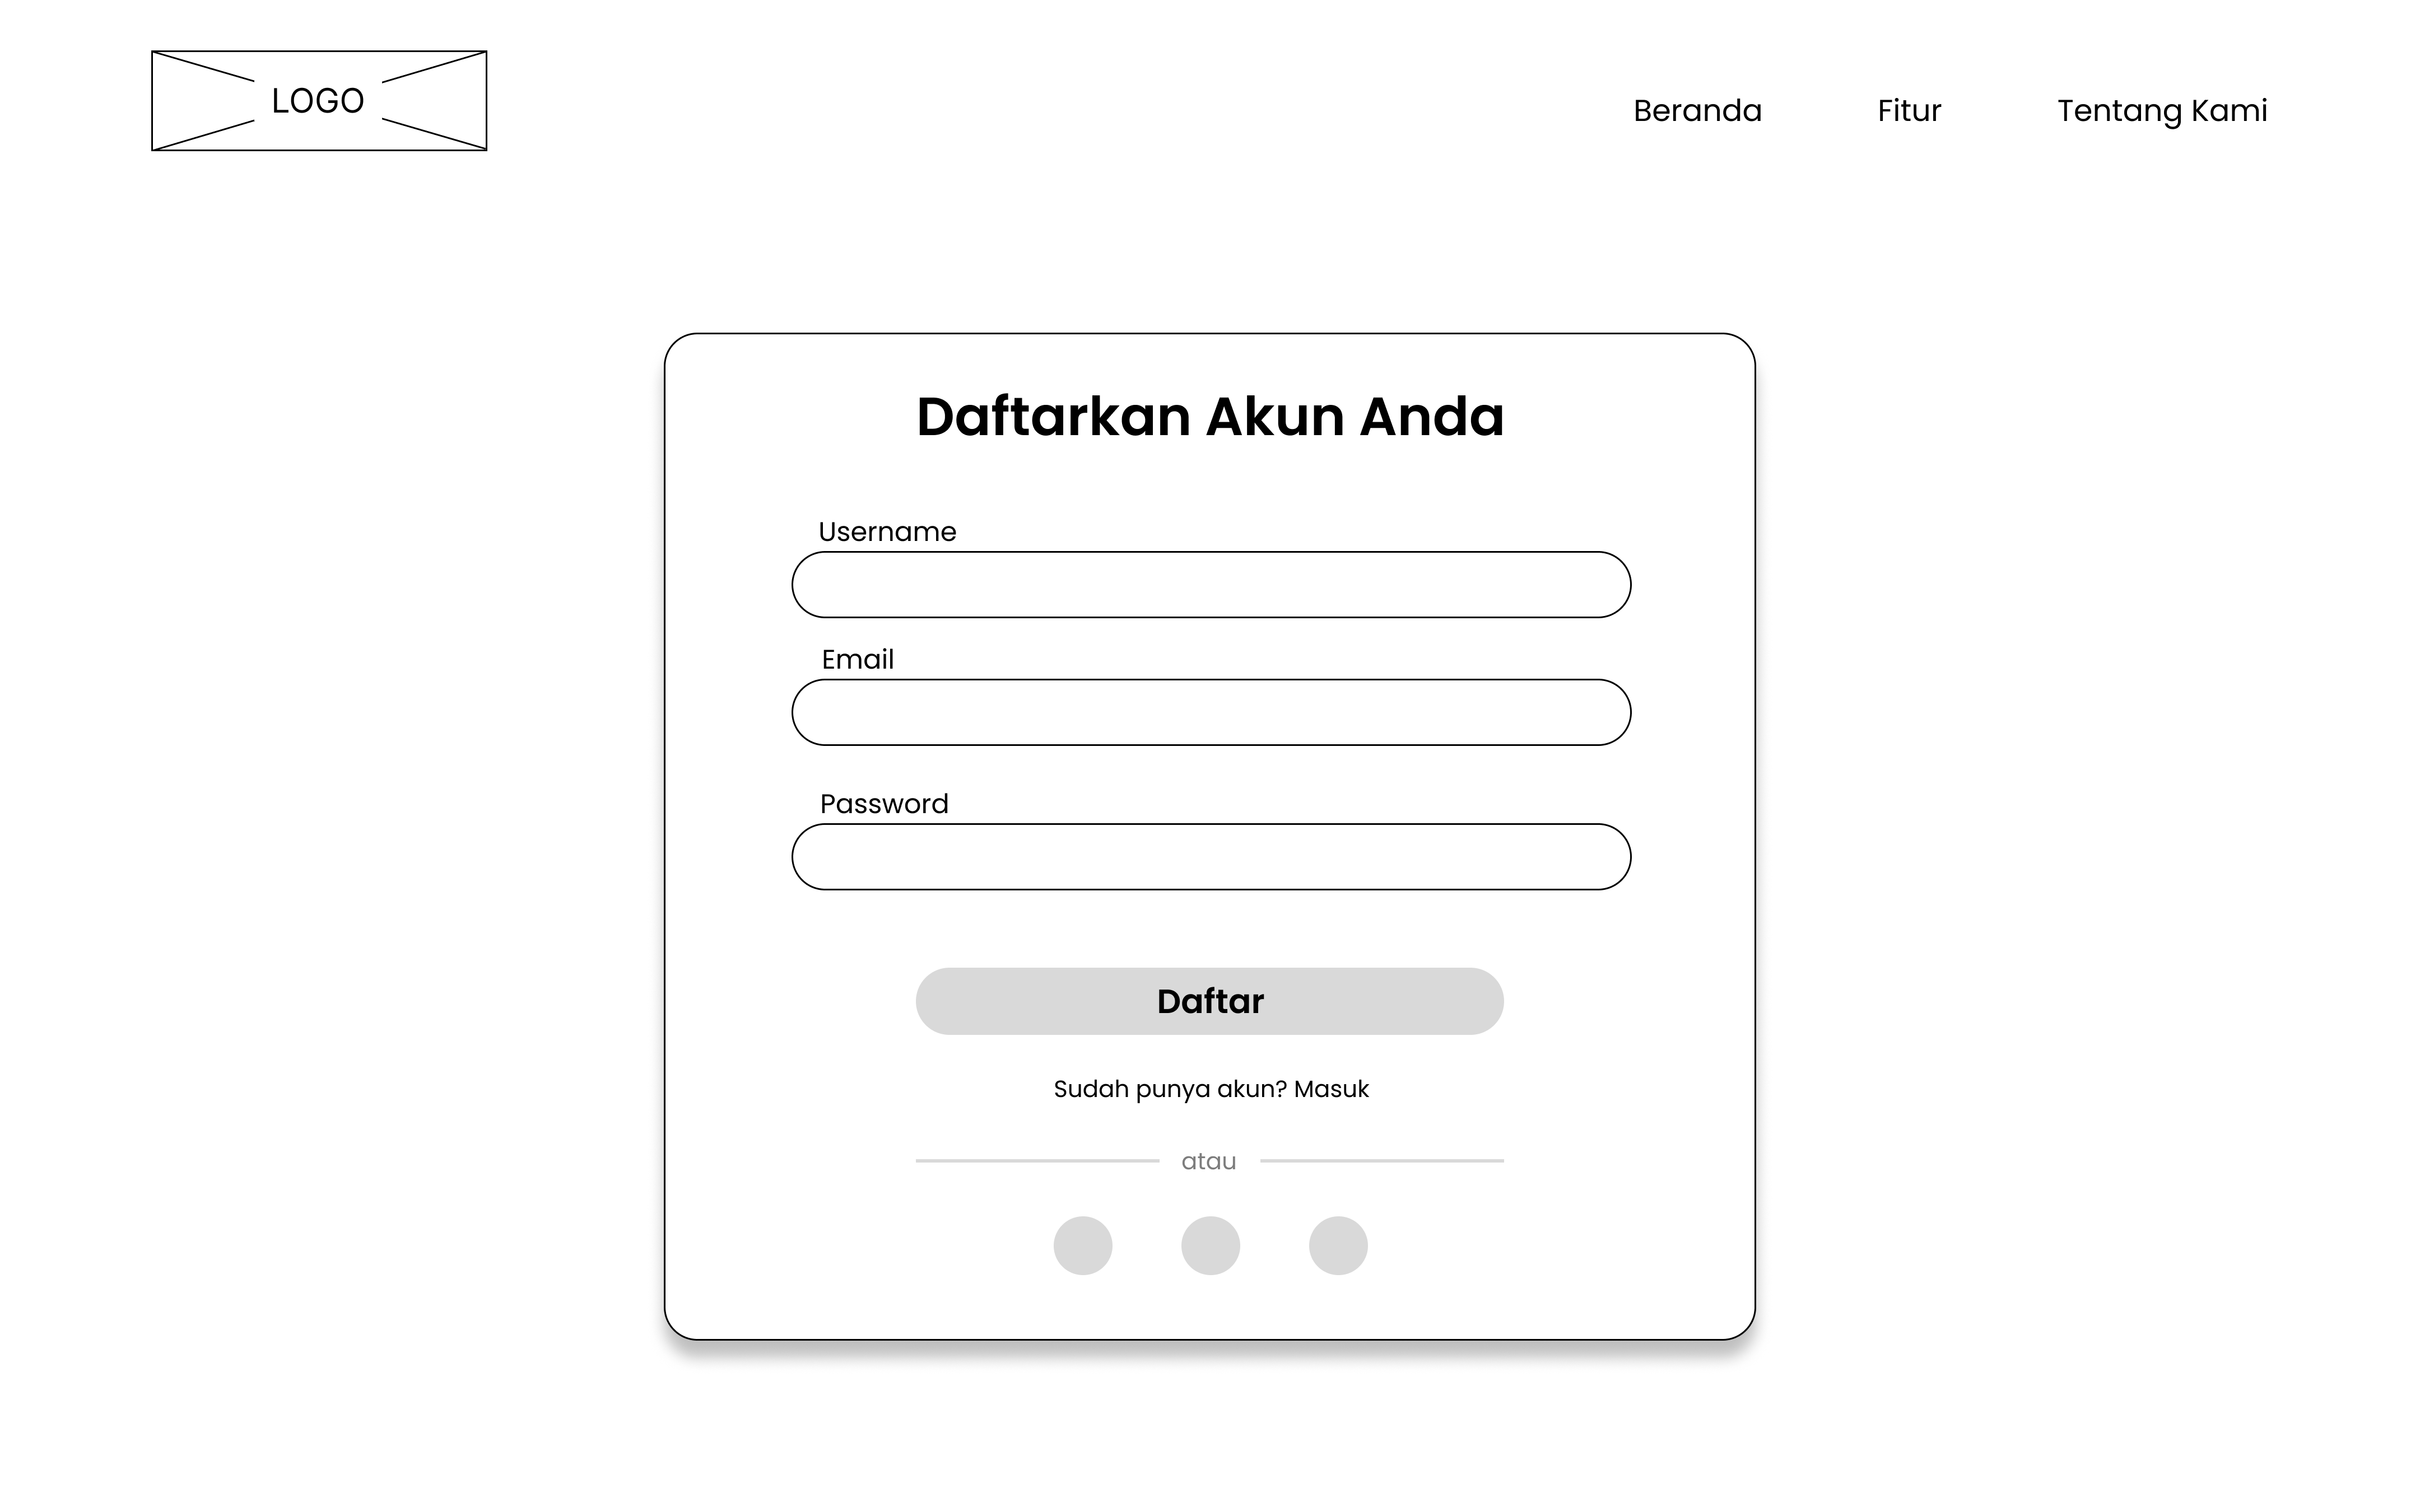 LOGO
Beranda Fitur Tentang Kami
Daftarkan Akun Anda
Username
Email
Password
Daftar
Sudah punya akun? Masuk
atau